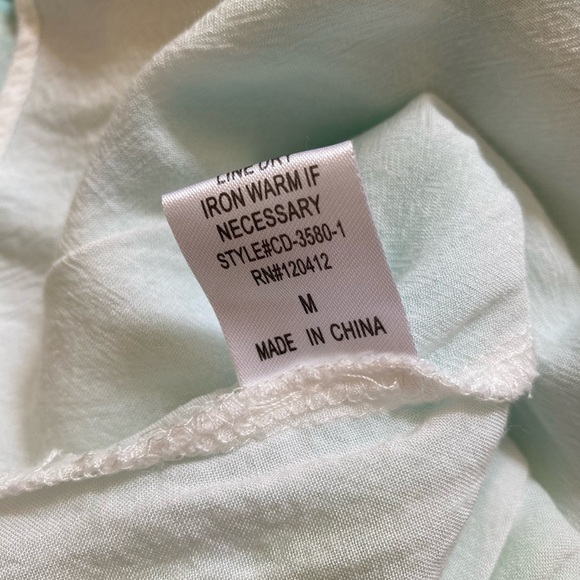 LINE DRY
IRON WARM IF
NECESSARY
STYLE#CD-3580-1
RN#120412
M
MADE IN CHINA